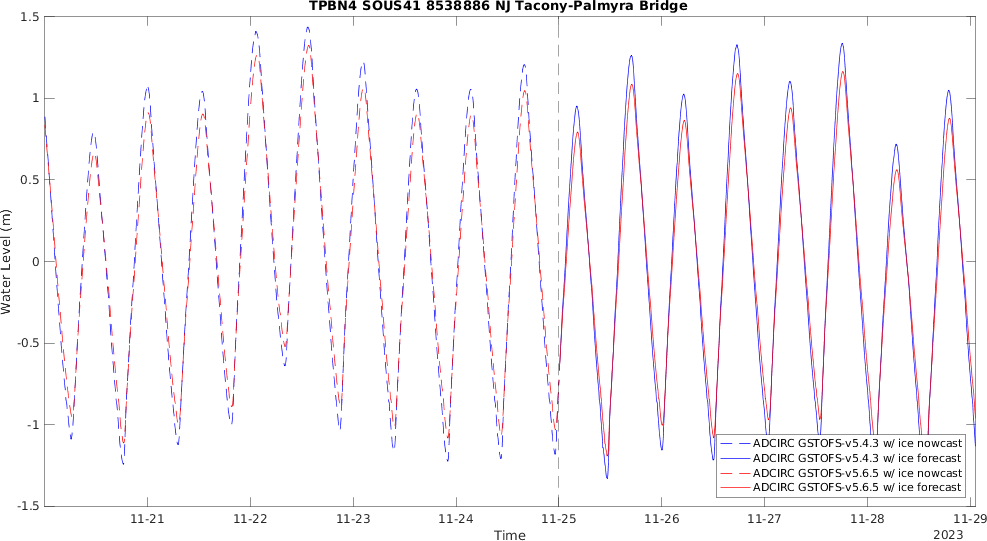 TPBN4 SOUS41 8538886 NJ Tacony-Palmyra Bridge
1.5
1
0.5
0
-0.5
-1
-1.5
Water Level (m)
11-21
11-22
11-23
11-24
11-25
11-26
11-27
11-28
11-29
Time
2023
ADCIRC GSTOFS-v5.4.3 w/ ice nowcast
ADCIRC GSTOFS-v5.4.3 w/ ice forecast
ADCIRC GSTOFS-v5.6.5 w/ ice nowcast
ADCIRC GSTOFS-v5.6.5 w/ ice forecast